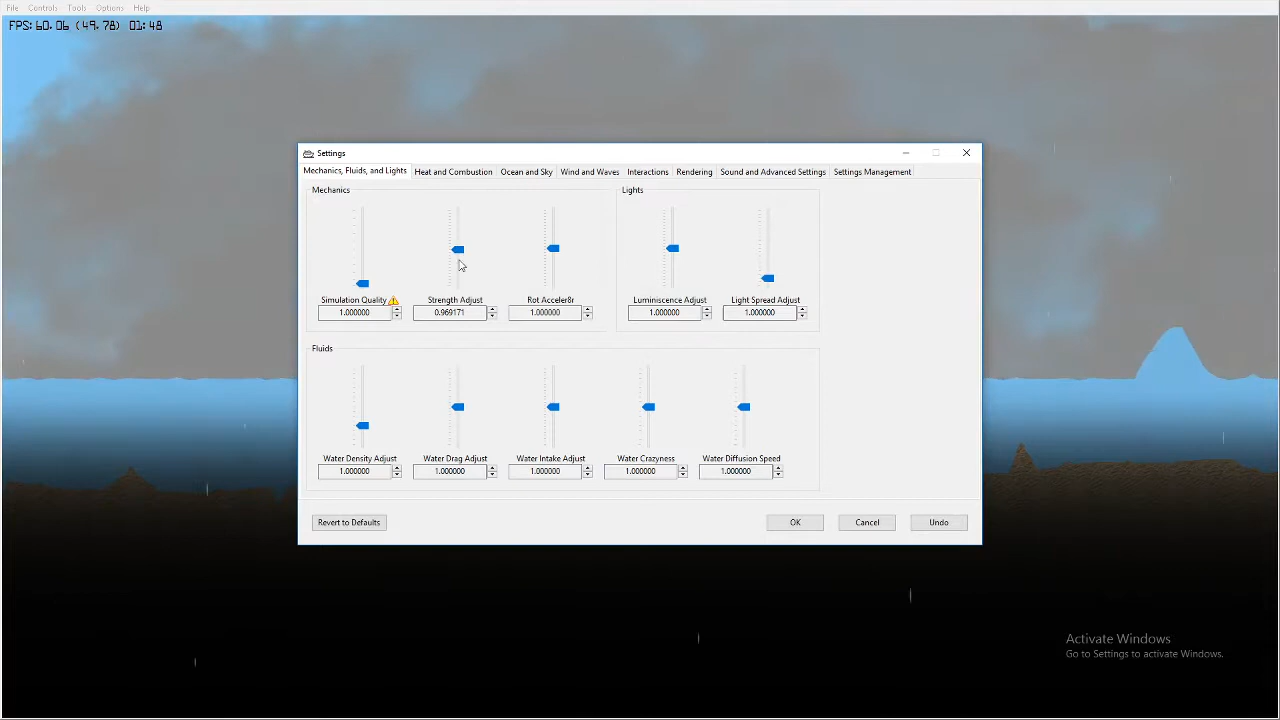 File Controls Tools Options Help
FPS:60.06 (49.78) 01:48
Settings
Mechanics, Fluids, and Lights Heat and Combustion Ocean and Sky Wind and Waves Interactions Rendering Sound and Advanced Settings Settings Management
Mechanics Lights
Simulation Quality Strength Adjust Rot Acceler8r Luminiscence Adjust Light Spread Adjust
1.000000 0.969171 1.000000 1.000000 1.000000
Fluids
Water Density Adjust Water Drag Adjust Water Intake Adjust Water Crazyness Water Diffusion Speed
1.000000 1.000000 1.000000 1.000000 1.000000
Revert to Defaults OK Cancel Undo
Activate Windows
Go to Settings to activate Windows.